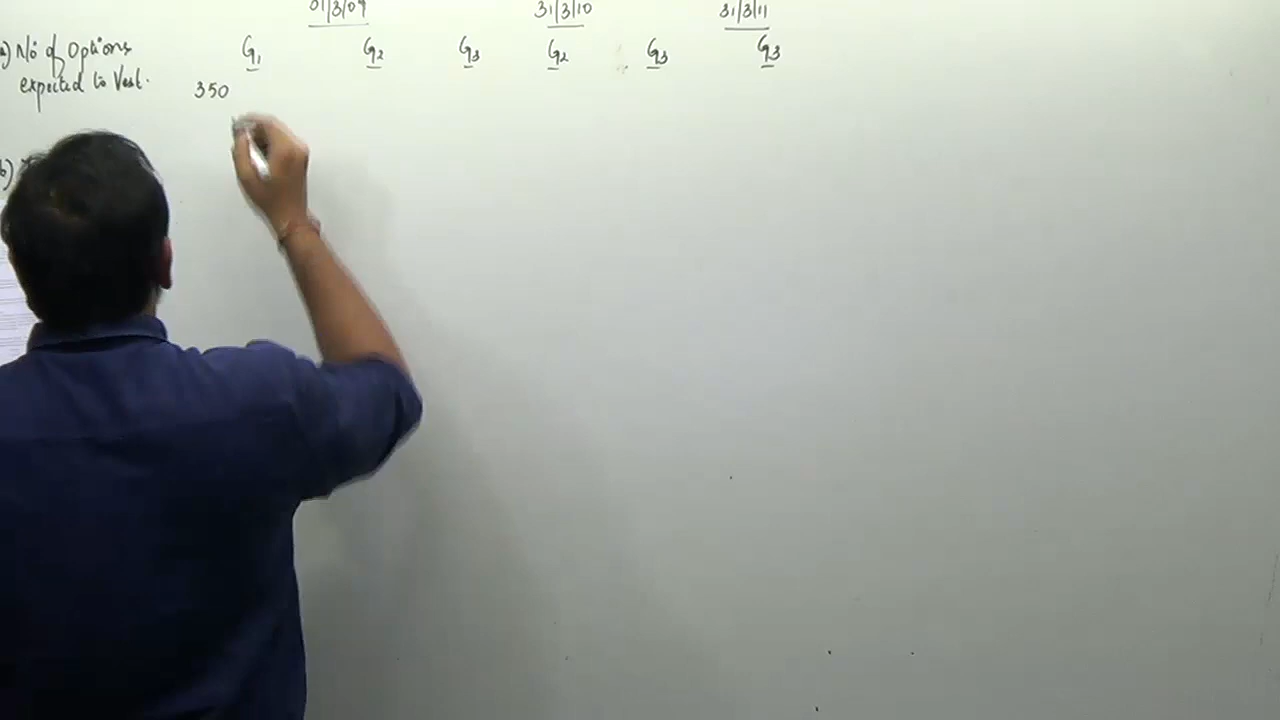 31/3/09 31/3/10 31/3/11
a) No of Options G1 G2 G3 G2 G3 G3
expected to Vest. 350
b)